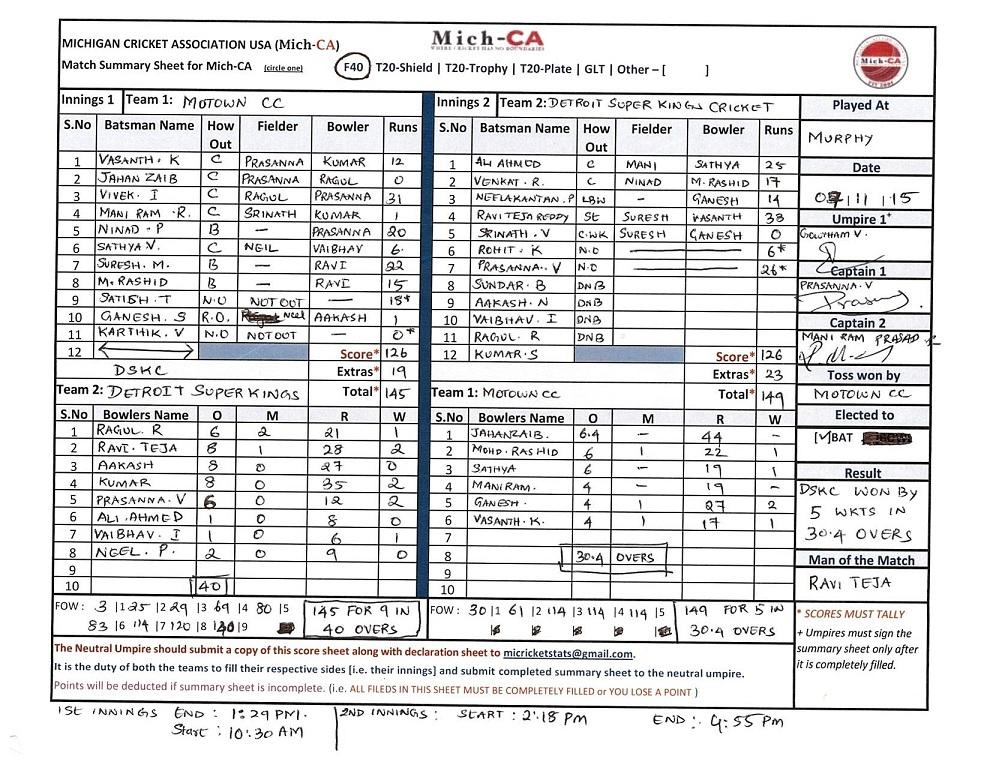 Mich-CA
WHERE CRICKET HAS NO BOUNDARIES
MICHIGAN CRICKET ASSOCIATION USA (Mich-CA)
Match Summary Sheet for Mich-CA (circle one) F40 | T20-Shield | T20-Trophy | T20-Plate | GLT | Other – [ ]
Mich-CA
Innings 1 Team 1: MOTOWN CC
S.No Batsman Name How Out Fielder Bowler Runs
1 VASANTH . K C PRASANNA KUMAR 12
2 JAHAN ZAIB C PRASANNA RAGUL 0
3 VIVEK . I C RAGUL PRASANNA 31
4 MANI RAM . R. C SRINATH KUMAR 1
5 NINAD . P B — PRASANNA 20
6 SATHYA V. C NEIL VAIBHAV 6.
7 SURESH. M. B — RAVI 22
8 M. RASHID B — RAVI 15
9 SATISH . T N.O NOT OUT — 18*
10 GANESH. S R.O. Neel AAKASH 1
11 KARTHIK. V N.O NOTOUT — 0*
12 Score* 126
DSKC Extras* 19
Team 2: DETROIT SUPER KINGS Total* 145
S.No Bowlers Name O M R W
1 RAGUL. R 6 2 21 1
2 RAVI. TEJA 8 1 28 2
3 AAKASH 8 0 27 0
4 KUMAR 8 0 35 2
5 PRASANNA. V 6 0 12 2
6 ALI. AHMED 1 0 8 0
7 VAIBHAV. I 1 0 6 1
8 NEEL. P. 2 0 9 0
9
10 40
FOW : 3 |1 25 |2 29 |3 69 |4 80 |5
83 |6 114 |7 120 |8 |9
145 FOR 9 IN
40 OVERS
Innings 2 Team 2: DETROIT SUPER KINGS CRICKET
S.No Batsman Name How Out Fielder Bowler Runs
1 ALI AHMED C MANI SATHYA 25
2 VENKAT . R. C NINAD M. RASHID 17
3 NEELAKANTAN. P LBW – GANESH 14
4 RAVI TEJA REDDY St SURESH VASANTH 38
5 SRINATH . V C.WK SURESH GANESH 0
6 ROHIT . K N.O 6*
7 PRASANNA. V N.O 26*
8 SUNDAR. B DNB
9 AAKASH. N DNB
10 VAIBHAV. I DNB
11 RAGUL. R DNB
12 KUMAR. S Score* 126
Extras* 23
Team 1: MOTOWN CC Total* 149
S.No Bowlers Name O M R W
1 JAHANZAIB. 6.4 – 44 –
2 MOHD. RASHID 6 1 22 1
3 SATHYA 6 – 19 1
4 MANIRAM. 4 – 19 –
5 GANESH. 4 1 27 2
6 VASANTH. K. 4 1 17 1
7
8 30.4 OVERS
9
10
FOW : 30 |1 61 |2 114 |3 114 |4 114 |5
149 FOR 5 IN
30.4 OVERS
Played At
MURPHY
Date
07|11|15
Umpire 1+
GOWTHAM V.
Captain 1
PRASANNA.V
Captain 2
MANI RAM PRASAD R
Toss won by
MOTOWN CC
Elected to
[✓]BAT
Result
DSKC WON BY
5 WKTS IN
30.4 OVERS
Man of the Match
RAVI TEJA
* SCORES MUST TALLY
+ Umpires must sign the
summary sheet only after
it is completely filled.
The Neutral Umpire should submit a copy of this score sheet along with declaration sheet to micricketstats@gmail.com.
It is the duty of both the teams to fill their respective sides [i.e. their innings] and submit completed summary sheet to the neutral umpire.
Points will be deducted if summary sheet is incomplete. (i.e. ALL FILEDS IN THIS SHEET MUST BE COMPLETELY FILLED or YOU LOSE A POINT )
1ST INNINGS END : 1:29 PM.
Start : 10:30 AM
2ND INNINGS : START : 2:18 PM END : 4:55 PM